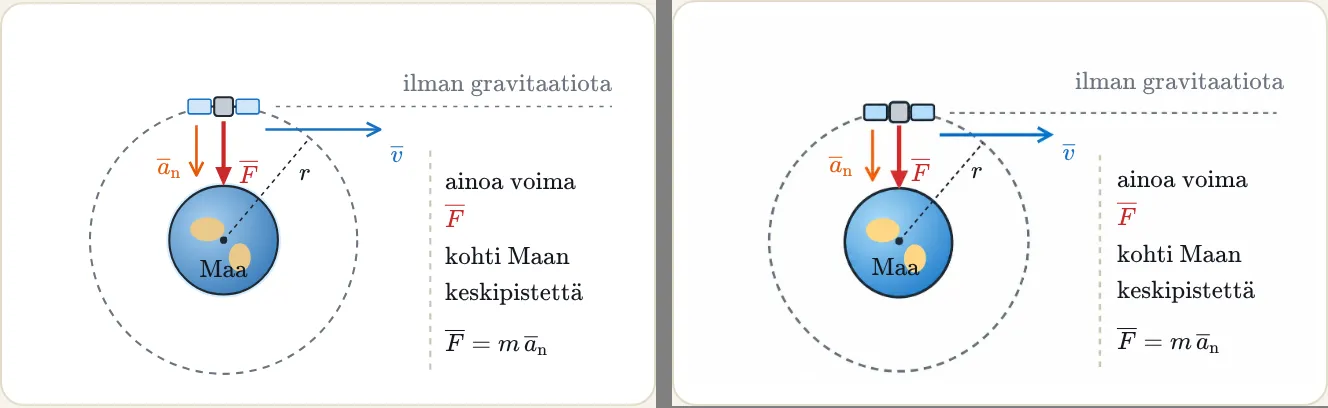 ilman gravitaatiota
a̅ₙ
F̅
v̅
r
Maa
ainoa voima
F̅
kohti Maan
keskipistettä
F̅ = m a̅ₙ
ilman gravitaatiota
a̅ₙ
F̅
v̅
r
Maa
ainoa voima
F̅
kohti Maan
keskipistettä
F̅ = m a̅ₙ